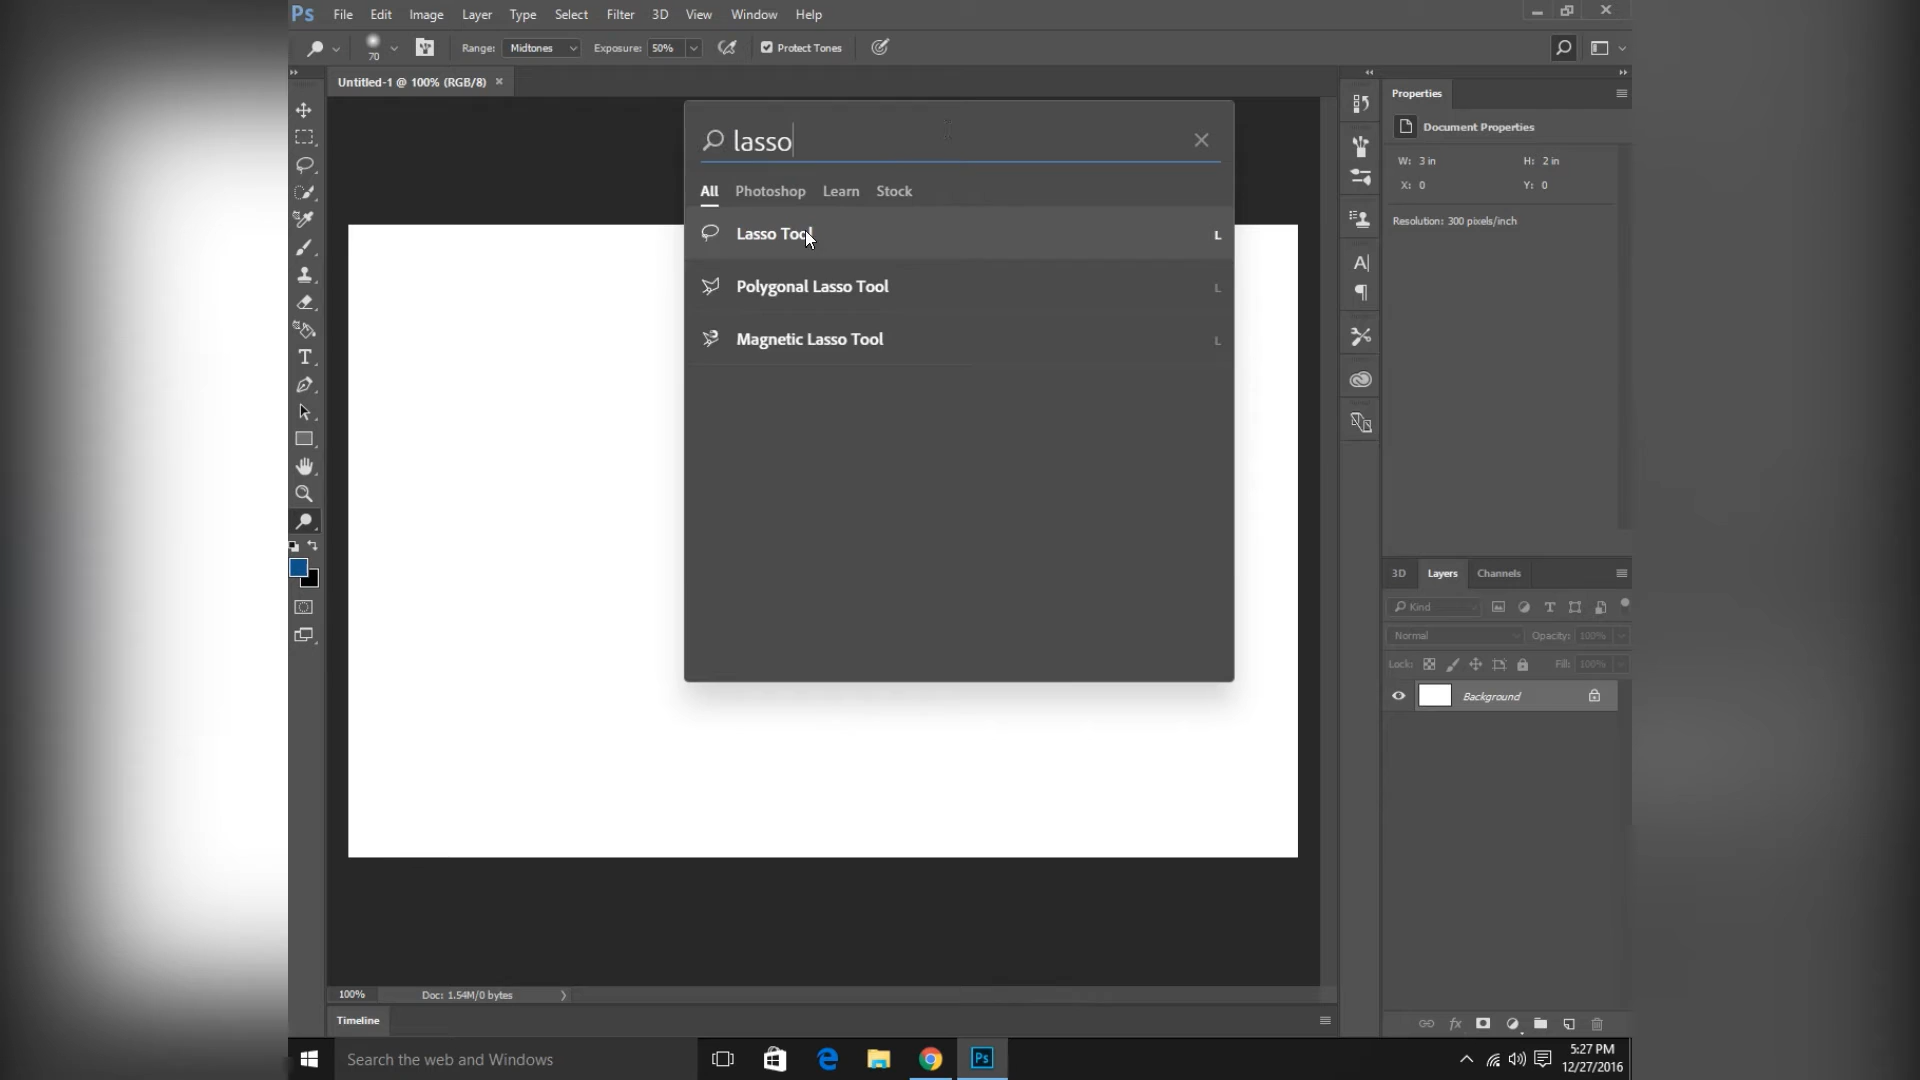 Ps File Edit Image Layer Type Select Filter 3D View Window Help
70 Range: Midtones Exposure: 50% Protect Tones
Untitled-1 @ 100% (RGB/8)
lasso
All Photoshop Learn Stock
Lasso Tool L
Polygonal Lasso Tool L
Magnetic Lasso Tool L
Properties
Document Properties
W: 3 in H: 2 in
X: 0 Y: 0
Resolution: 300 pixels/inch
3D Layers Channels
Kind
Normal Opacity: 100%
Lock: Fill: 100%
Background
100% Doc: 1.54M/0 bytes
Timeline
Search the web and Windows
Ps
5:27 PM
12/27/2016